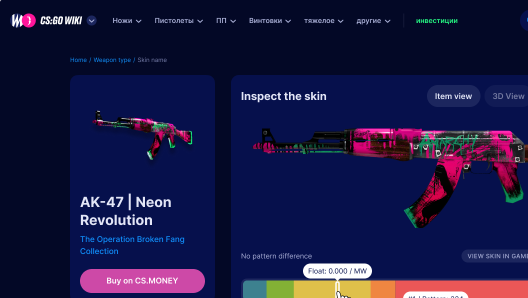 CS:GO WIKI Ножи Пистолеты ПП Винтовки тяжелое другие инвестиции
Home / Weapon type / Skin name
Inspect the skin
Item view 3D View
AK-47 | Neon
Revolution
The Operation Broken Fang
Collection
Buy on CS.MONEY
No pattern difference
VIEW SKIN IN GAM
Float: 0.000 / MW